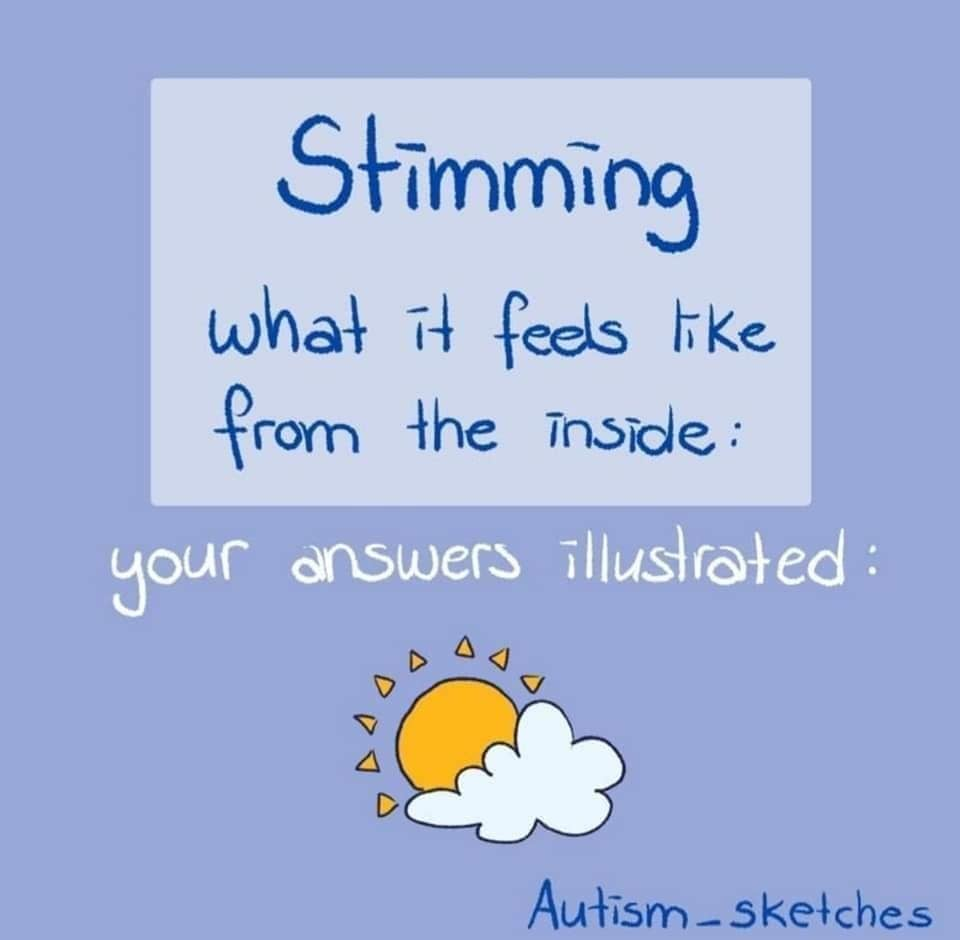 Stimming
what it feels like
from the inside:
your answers illustrated:
Autism_sketches